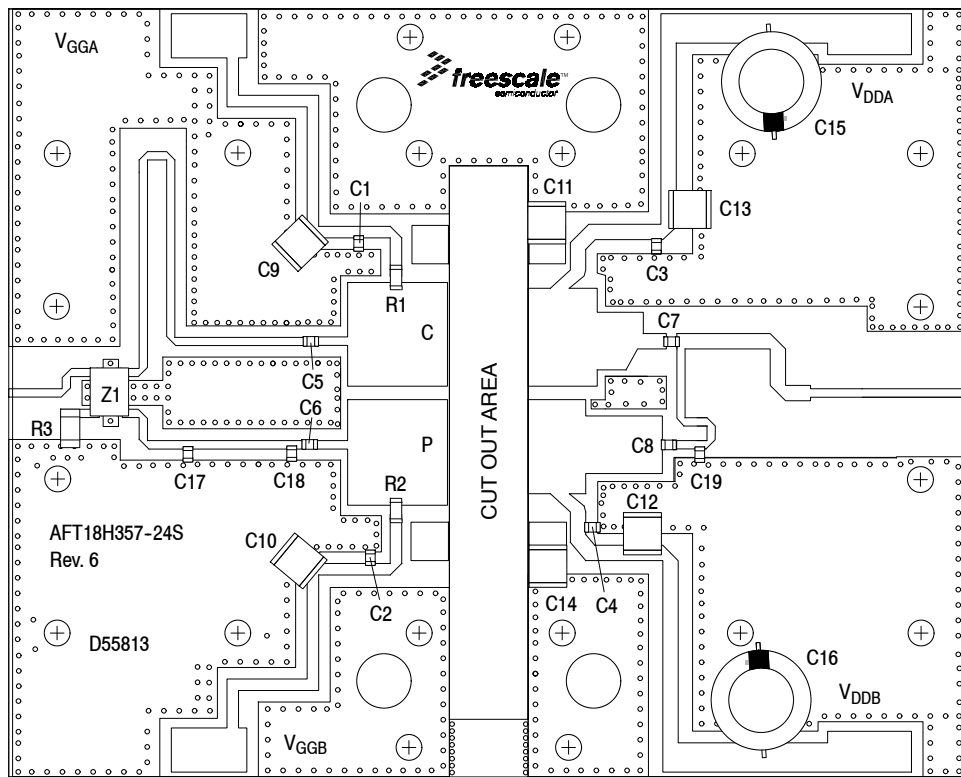 VGGA
freescale™
semiconductor
VDDA
C15
C1
C11
C13
C9
C3
R1
C7
C
C5
Z1
C6
CUT OUT AREA
R3
P
C8
C17
C18
R2
C19
C12
AFT18H357-24S
Rev. 6
C10
C2
C14
C4
D55813
C16
VDDB
VGGB